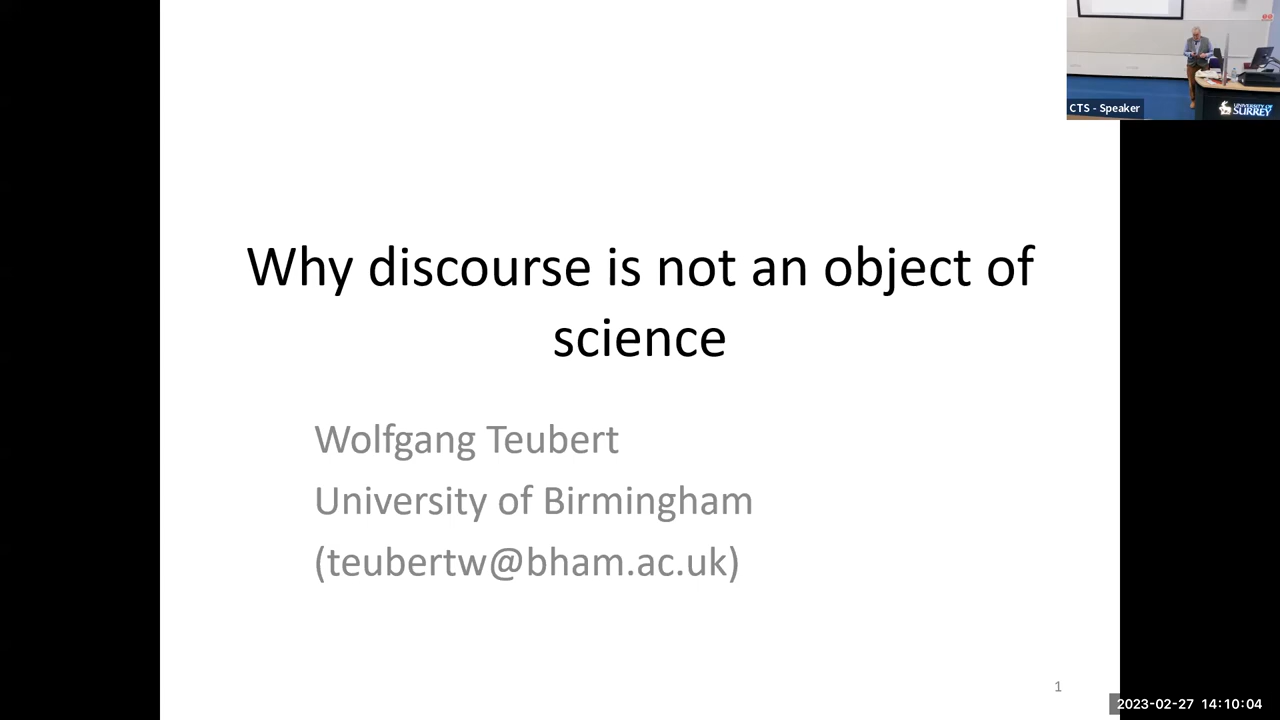 CTS - Speaker
UNIVERSITY OF
SURREY
Why discourse is not an object of
science
Wolfgang Teubert
University of Birmingham
(teubertw@bham.ac.uk)
1
2023-02-27 14:10:04